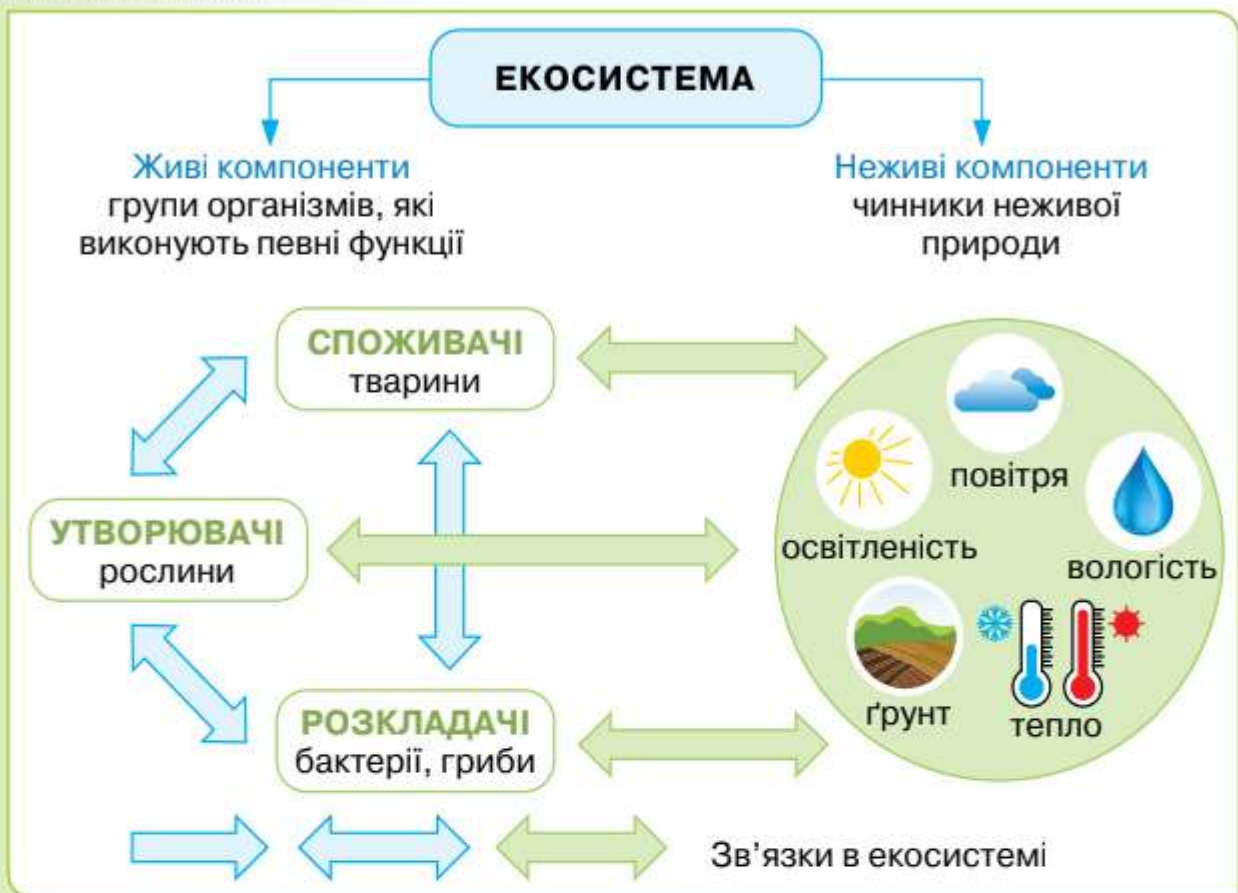 ЕКОСИСТЕМА
Живі компоненти
групи організмів, які
виконують певні функції
Неживі компоненти
чинники неживої
природи
СПОЖИВАЧІ
тварини
УТВОРЮВАЧІ
рослини
РОЗКЛАДАЧІ
бактерії, гриби
повітря
освітленість
вологість
ґрунт
тепло
Зв’язки в екосистемі